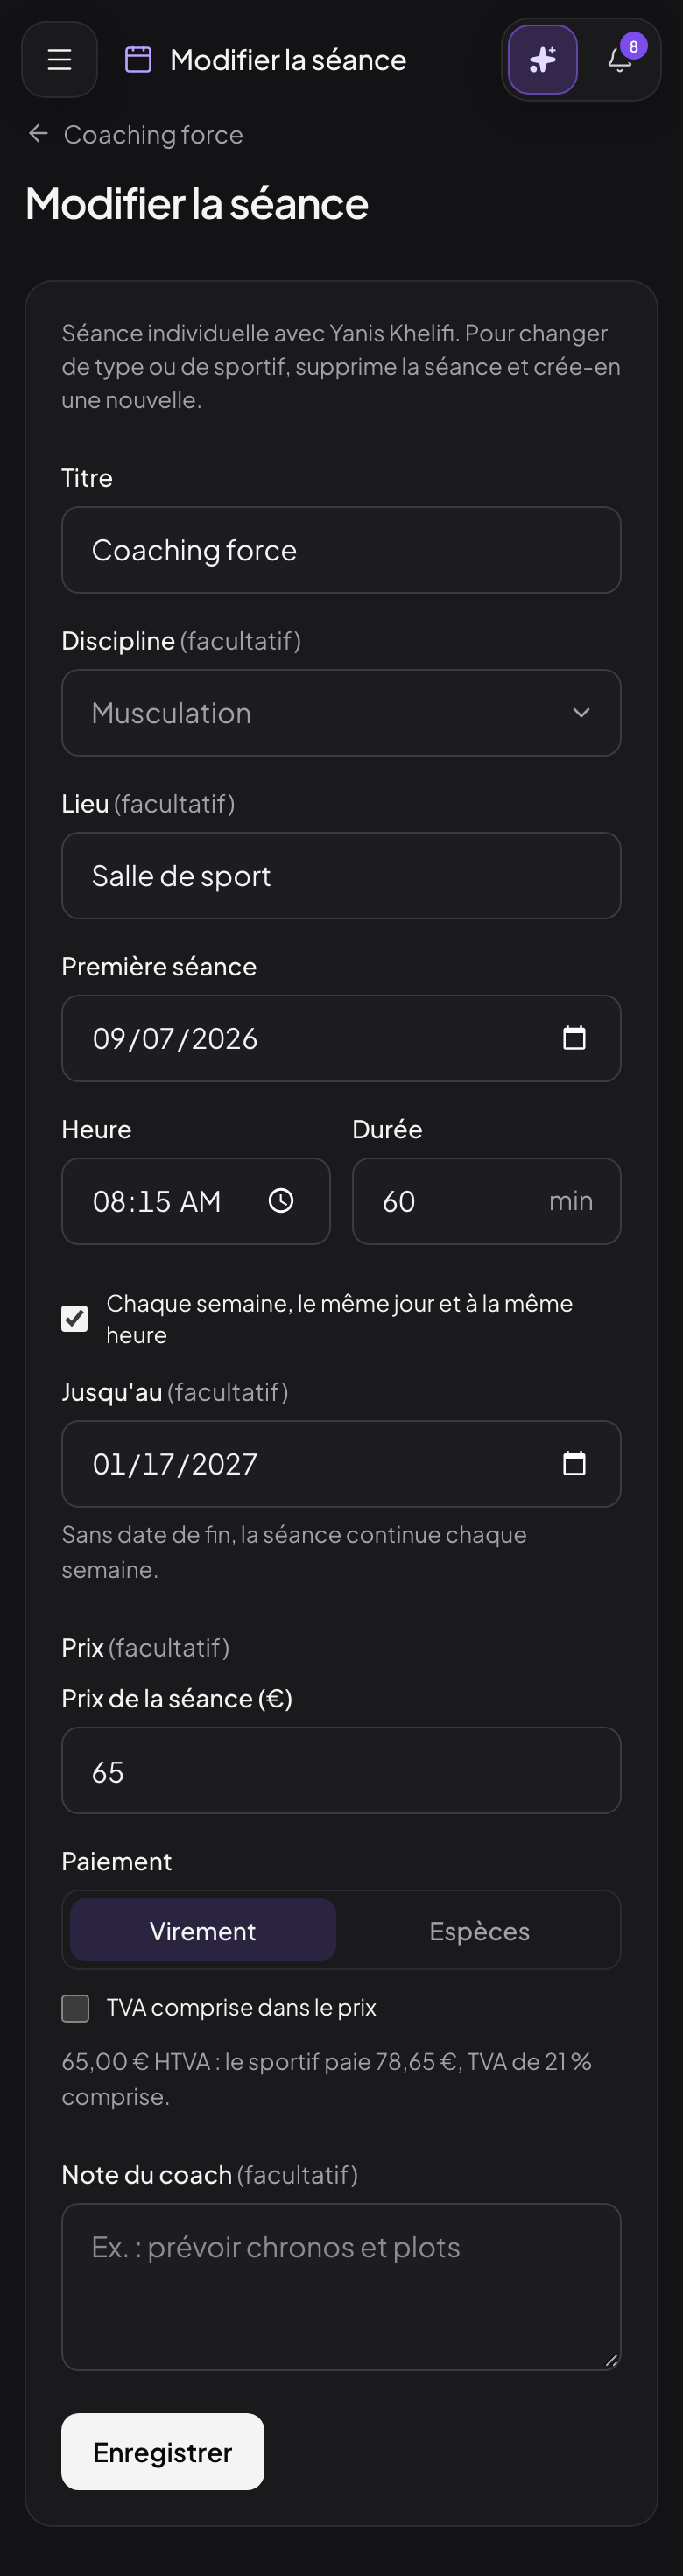 Modifier la séance
8
Coaching force
Modifier la séance
Séance individuelle avec Yanis Khelifi. Pour changer
de type ou de sportif, supprime la séance et crée-en
une nouvelle.
Titre
Coaching force
Discipline (facultatif)
Musculation
Lieu (facultatif)
Salle de sport
Première séance
09/07/2026
Heure
Durée
08:15 AM
60
min
Chaque semaine, le même jour et à la même
heure
Jusqu'au (facultatif)
01/17/2027
Sans date de fin, la séance continue chaque
semaine.
Prix (facultatif)
Prix de la séance (€)
65
Paiement
Virement
Espèces
TVA comprise dans le prix
65,00 € HTVA : le sportif paie 78,65 €, TVA de 21 %
comprise.
Note du coach (facultatif)
Ex. : prévoir chronos et plots
Enregistrer